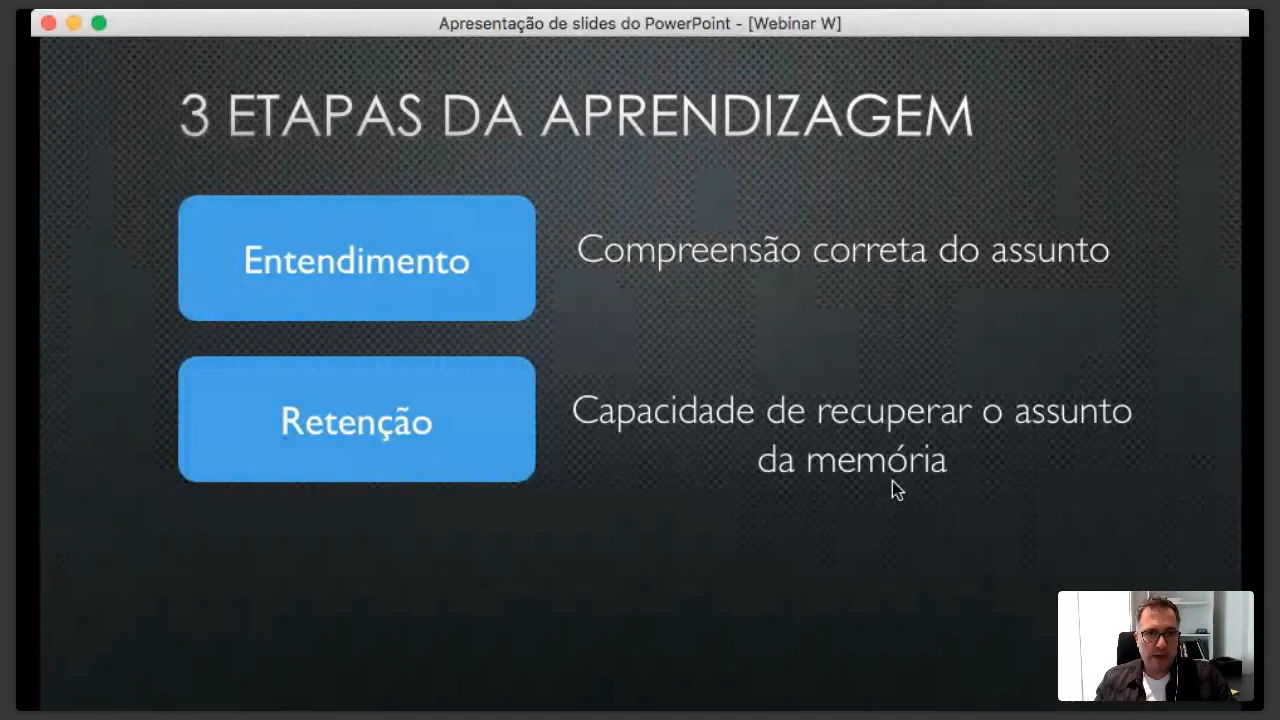 Apresentação de slides do PowerPoint - [Webinar W]
3 ETAPAS DA APRENDIZAGEM
Entendimento
Compreensão correta do assunto
Retenção
Capacidade de recuperar o assunto
da memória